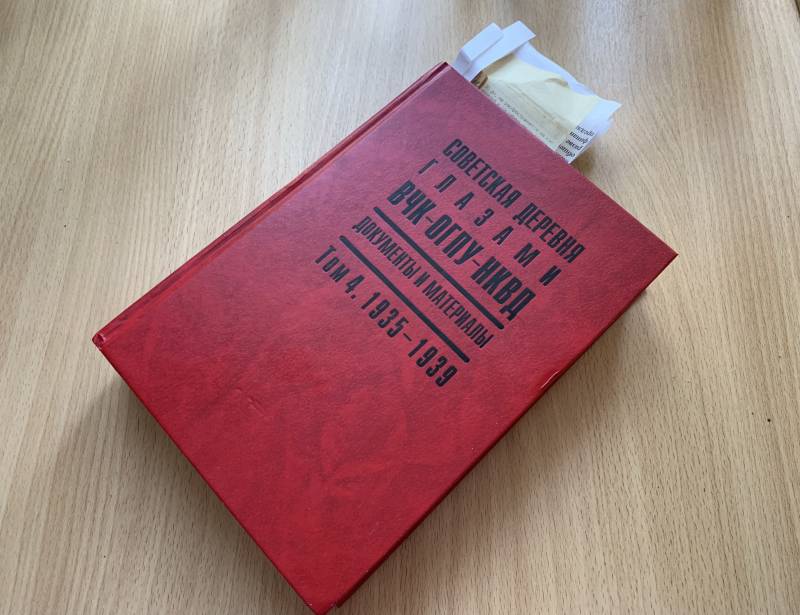 СОВЕТСКАЯ ДЕРЕВНЯ
ГЛАЗАМИ
ВЧК–ОГПУ–НКВД
ДОКУМЕНТЫ И МАТЕРИАЛЫ
Том 4. 1935–1939